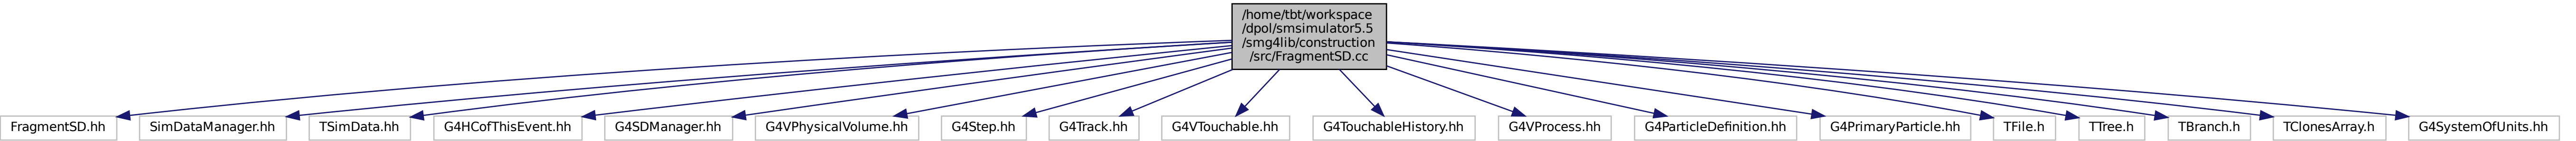 /home/tbt/workspace
/dpol/smsimulator5.5
/smg4lib/construction
/src/FragmentSD.cc
FragmentSD.hh
SimDataManager.hh
TSimData.hh
G4HCofThisEvent.hh
G4SDManager.hh
G4VPhysicalVolume.hh
G4Step.hh
G4Track.hh
G4VTouchable.hh
G4TouchableHistory.hh
G4VProcess.hh
G4ParticleDefinition.hh
G4PrimaryParticle.hh
TFile.h
TTree.h
TBranch.h
TClonesArray.h
G4SystemOfUnits.hh